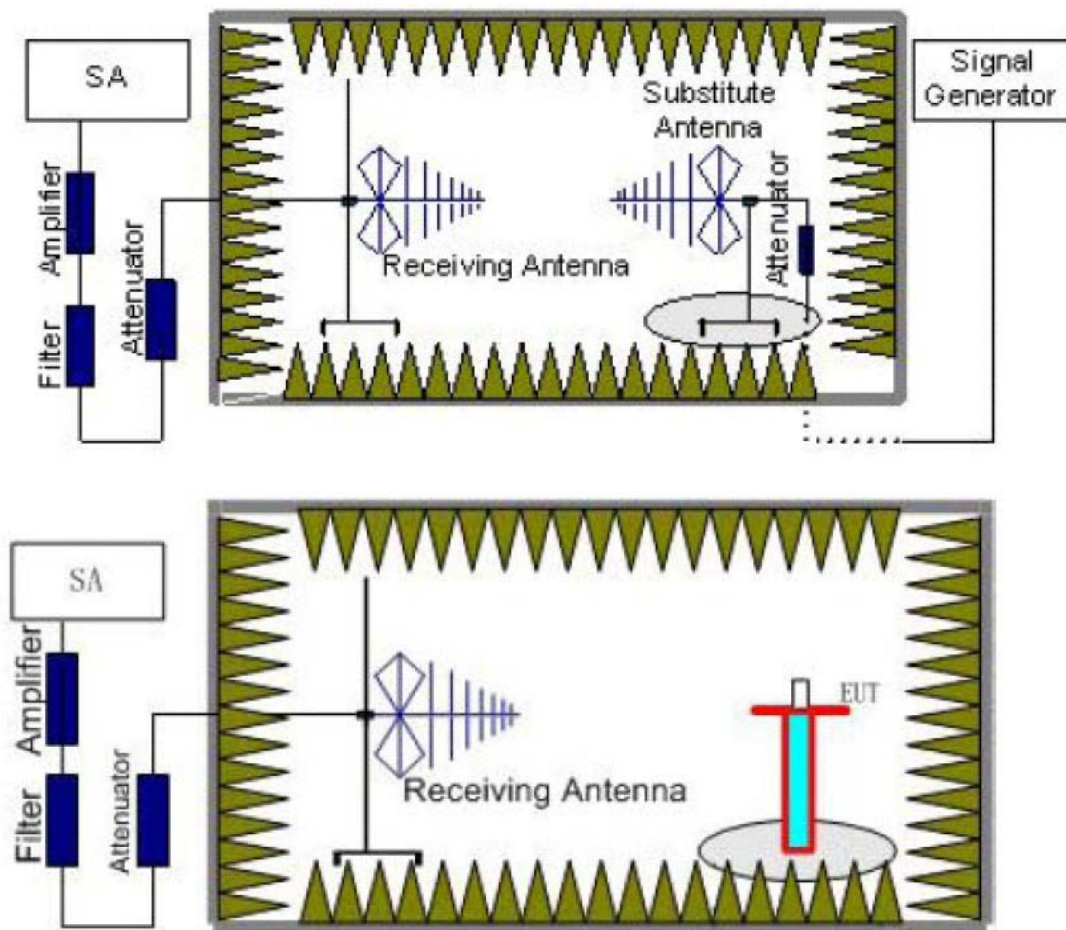 SA
Signal
Generator
Substitute
Antenna
Amplifier
Attenuator
Attenuator
Receiving Antenna
Filter
SA
Amplifier
EUT
Receiving Antenna
Filter
Attenuator